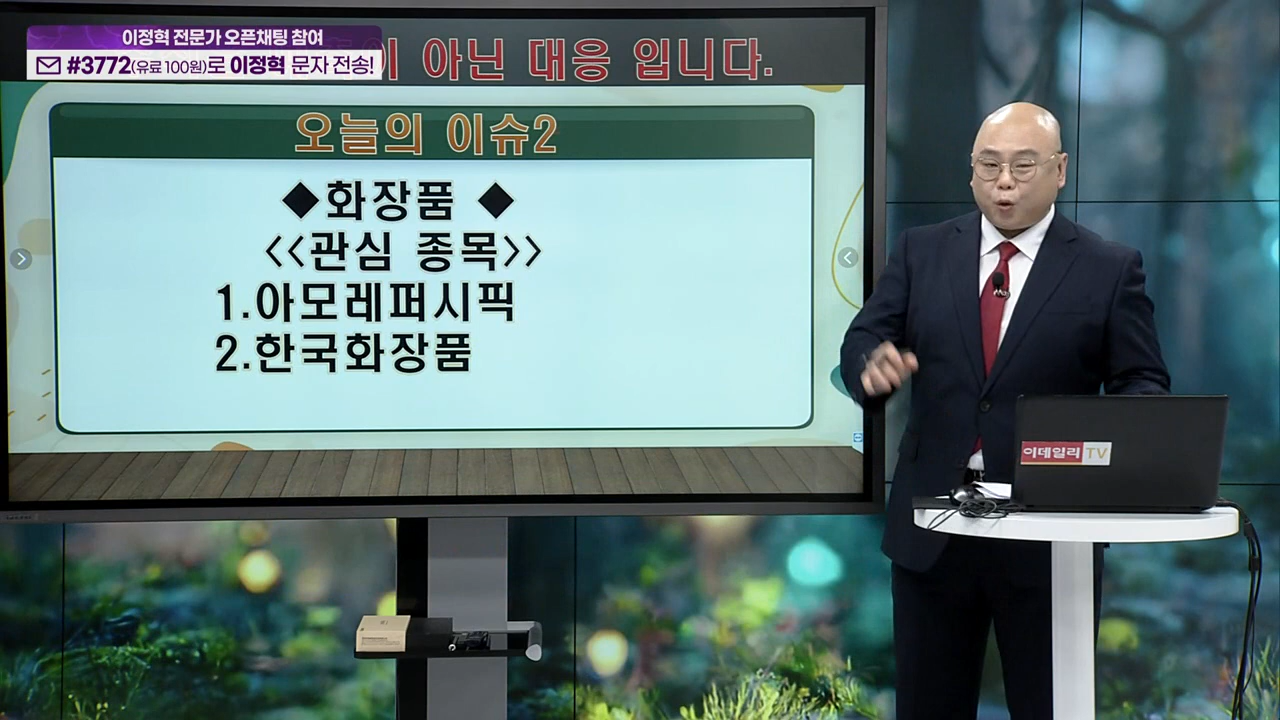 이정혁 전문가 오픈채팅 참여
#3772(유료 100원)로 이정혁 문자 전송!
이 아닌 대응 입니다.
오늘의 이슈2
◆화장품 ◆
<<관심 종목>>
1.아모레퍼시픽
2.한국화장품
이데일리 TV